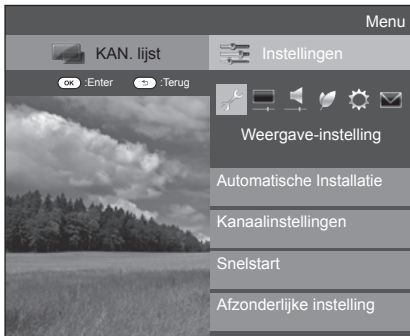 Menu
KAN. lijst
Instellingen
OK :Enter :Terug
Weergave-instelling
Automatische Installatie
Kanaalinstellingen
Snelstart
Afzonderlijke instelling